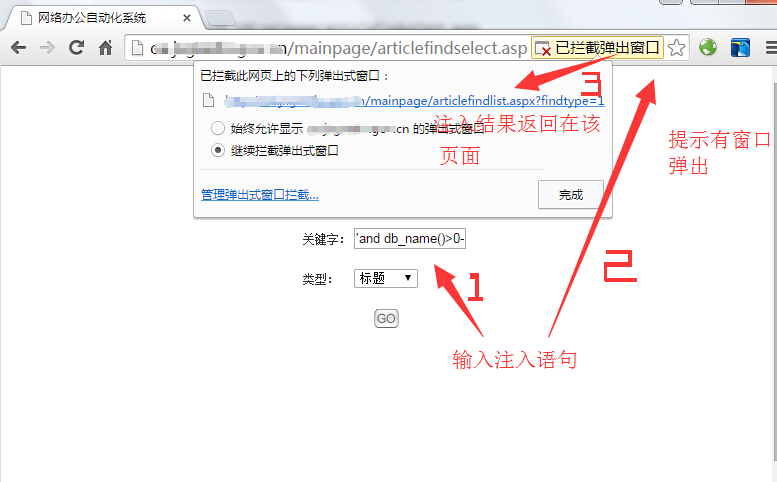 网络办公自动化系统
/mainpage/articlefindselect.asp
已拦截弹出窗口
已拦截此网页上的下列弹出式窗口：
/mainpage/articlefindlist.aspx?findtype=1
3
始终允许显示 .cn 的弹出式窗口
注入结果返回在该
页面
继续拦截弹出式窗口
提示有窗口
弹出
管理弹出式窗口拦截...
完成
关键字：
'and db_name()>0-
2
类型：
标题
1
GO
输入注入语句